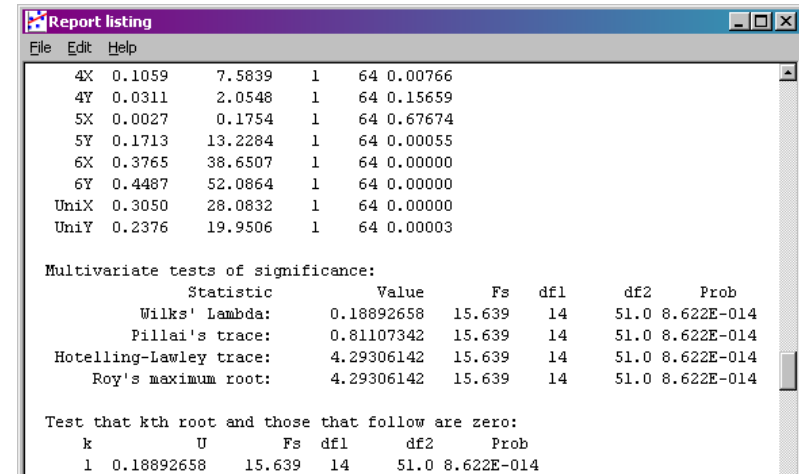 Report listing
File Edit Help
4X 0.1059 7.5839 1 64 0.00766
4Y 0.0311 2.0548 1 64 0.15659
5X 0.0027 0.1754 1 64 0.67674
5Y 0.1713 13.2284 1 64 0.00055
6X 0.3765 38.6507 1 64 0.00000
6Y 0.4487 52.0864 1 64 0.00000
UniX 0.3050 28.0832 1 64 0.00000
UniY 0.2376 19.9506 1 64 0.00003
Multivariate tests of significance:
Statistic Value Fs df1 df2 Prob
Wilks' Lambda: 0.18892658 15.639 14 51.0 8.622E-014
Pillai's trace: 0.81107342 15.639 14 51.0 8.622E-014
Hotelling-Lawley trace: 4.29306142 15.639 14 51.0 8.622E-014
Roy's maximum root: 4.29306142 15.639 14 51.0 8.622E-014
Test that kth root and those that follow are zero:
k U Fs df1 df2 Prob
1 0.18892658 15.639 14 51.0 8.622E-014